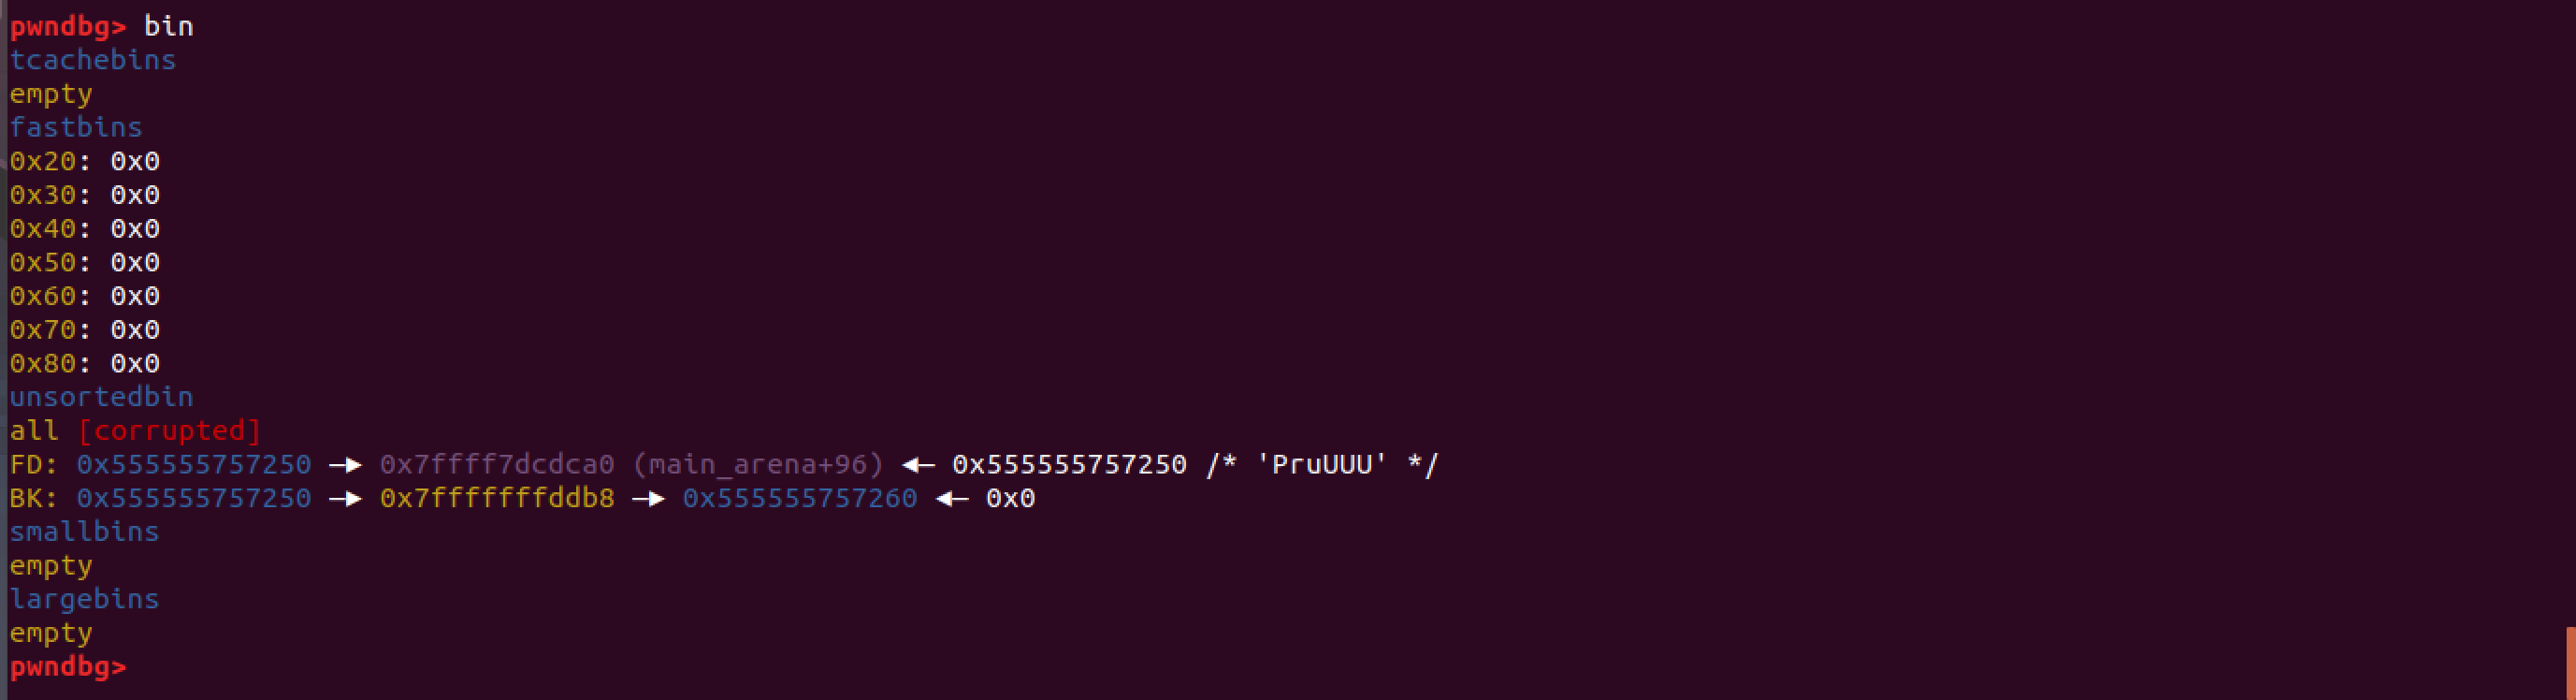 pwndbg> bin
tcachebins
empty
fastbins
0x20: 0x0
0x30: 0x0
0x40: 0x0
0x50: 0x0
0x60: 0x0
0x70: 0x0
0x80: 0x0
unsortedbin
all [corrupted]
FD: 0x555555757250 —▸ 0x7ffff7dcdca0 (main_arena+96) ◂— 0x555555757250 /* 'PruUUU' */
BK: 0x555555757250 —▸ 0x7fffffffddb8 —▸ 0x555555757260 ◂— 0x0
smallbins
empty
largebins
empty
pwndbg>